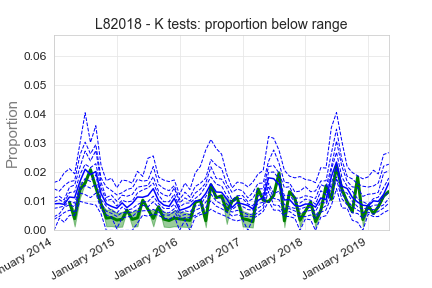 L82018 - K tests: proportion below range
Proportion
0.06
0.05
0.04
0.03
0.02
0.01
0.00
nuary 2014
January 2015
January 2016
January 2017
January 2018
January 2019